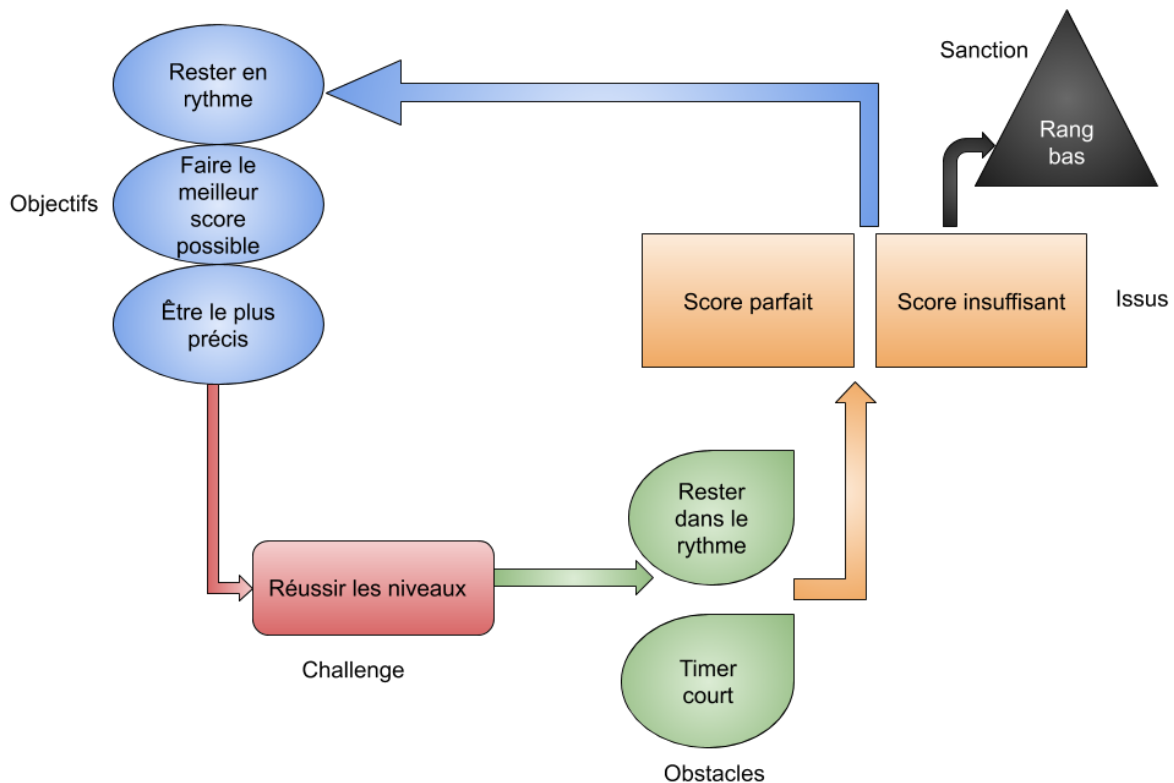 Sanction
Rang
bas
Rester en
rythme
Faire le
meilleur
score
possible
Objectifs
Être le plus
précis
Score parfait
Score insuffisant
Issus
Rester
dans le
rythme
Réussir les niveaux
Challenge
Timer
court
Obstacles